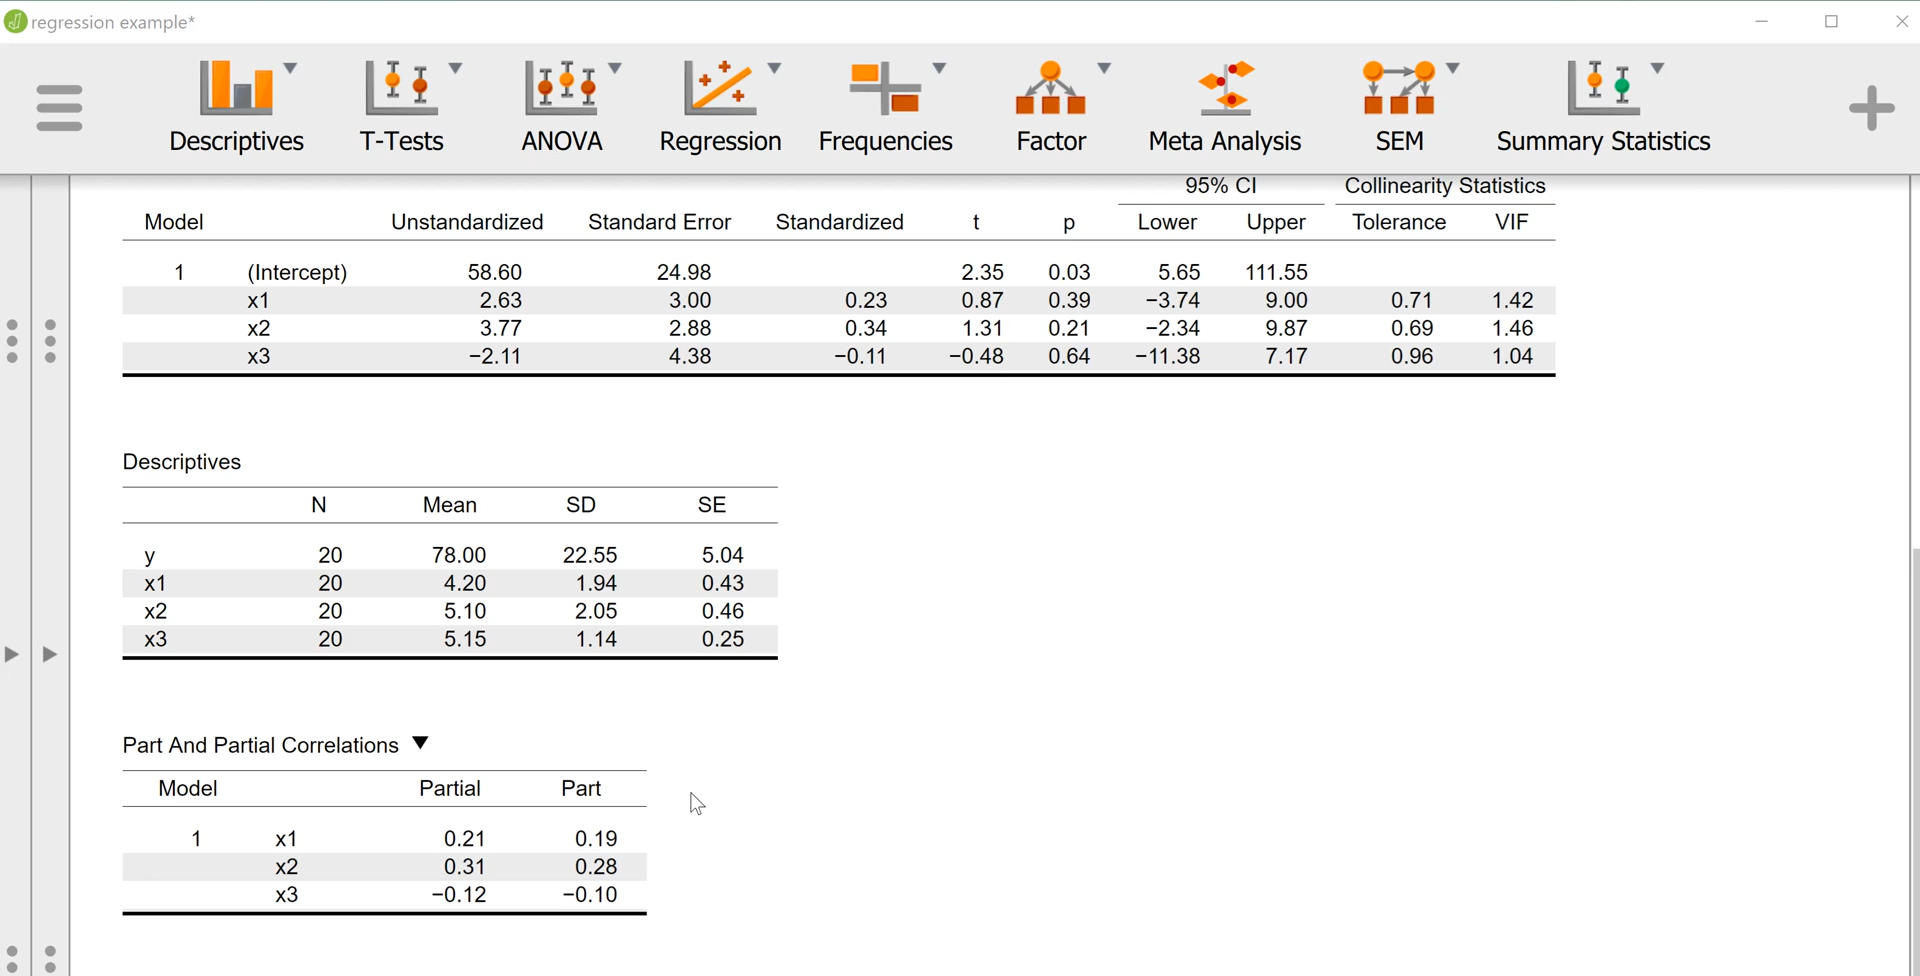 regression example*
Descriptives T-Tests ANOVA Regression Frequencies Factor Meta Analysis SEM Summary Statistics
95% CI Collinearity Statistics
Model Unstandardized Standard Error Standardized t p Lower Upper Tolerance VIF
1 (Intercept) 58.60 24.98 2.35 0.03 5.65 111.55
x1 2.63 3.00 0.23 0.87 0.39 −3.74 9.00 0.71 1.42
x2 3.77 2.88 0.34 1.31 0.21 −2.34 9.87 0.69 1.46
x3 −2.11 4.38 −0.11 −0.48 0.64 −11.38 7.17 0.96 1.04
Descriptives
N Mean SD SE
y 20 78.00 22.55 5.04
x1 20 4.20 1.94 0.43
x2 20 5.10 2.05 0.46
x3 20 5.15 1.14 0.25
Part And Partial Correlations ▼
Model Partial Part
1 x1 0.21 0.19
x2 0.31 0.28
x3 −0.12 −0.10